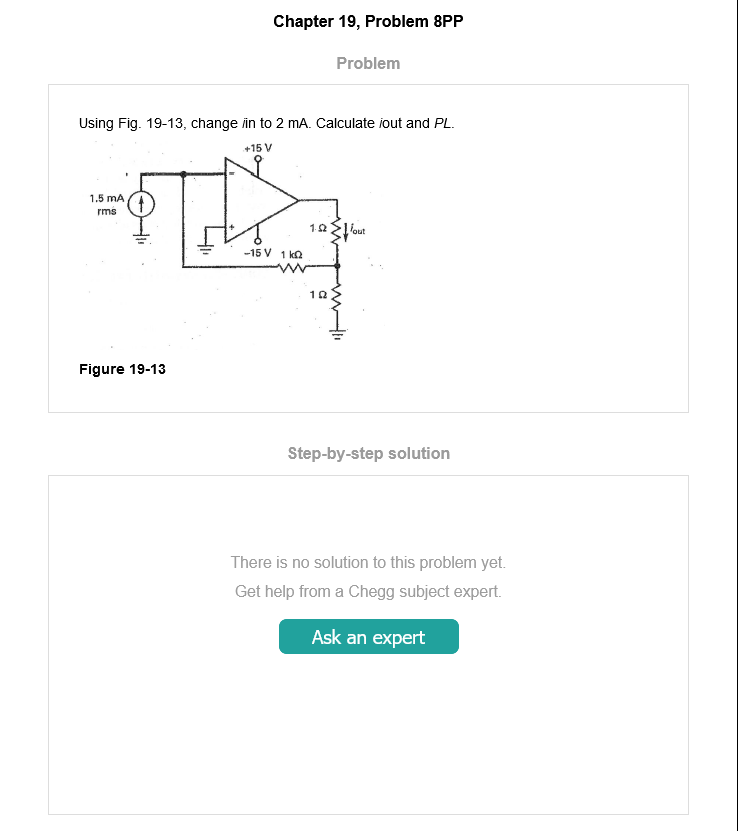 Chapter 19, Problem 8PP
Problem
Using Fig. 19-13, change iin to 2 mA. Calculate iout and PL.
+15 V
1.5 mA
rms
−
+
1 Ω
iout
−15 V
1 kΩ
1 Ω
Figure 19-13
Step-by-step solution
There is no solution to this problem yet.
Get help from a Chegg subject expert.
Ask an expert